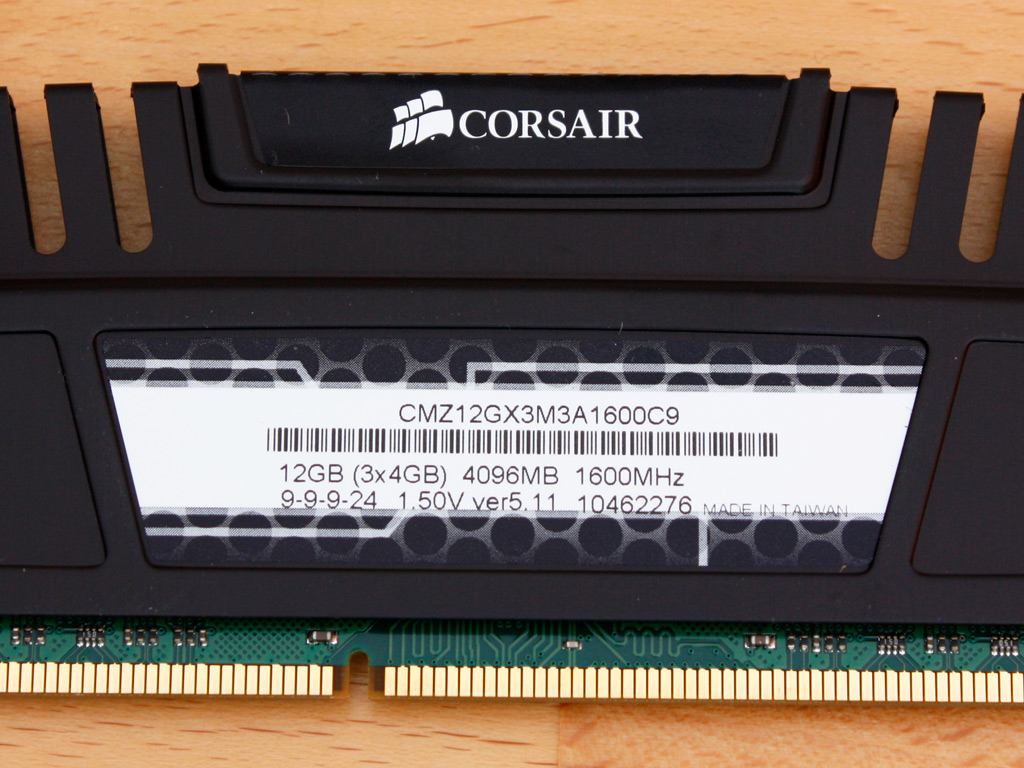 CORSAIR
CMZ12GX3M3A1600C9
12GB (3x4GB) 4096MB 1600MHz
9-9-9-24 1.50V ver5.11 10462276 MADE IN TAIWAN